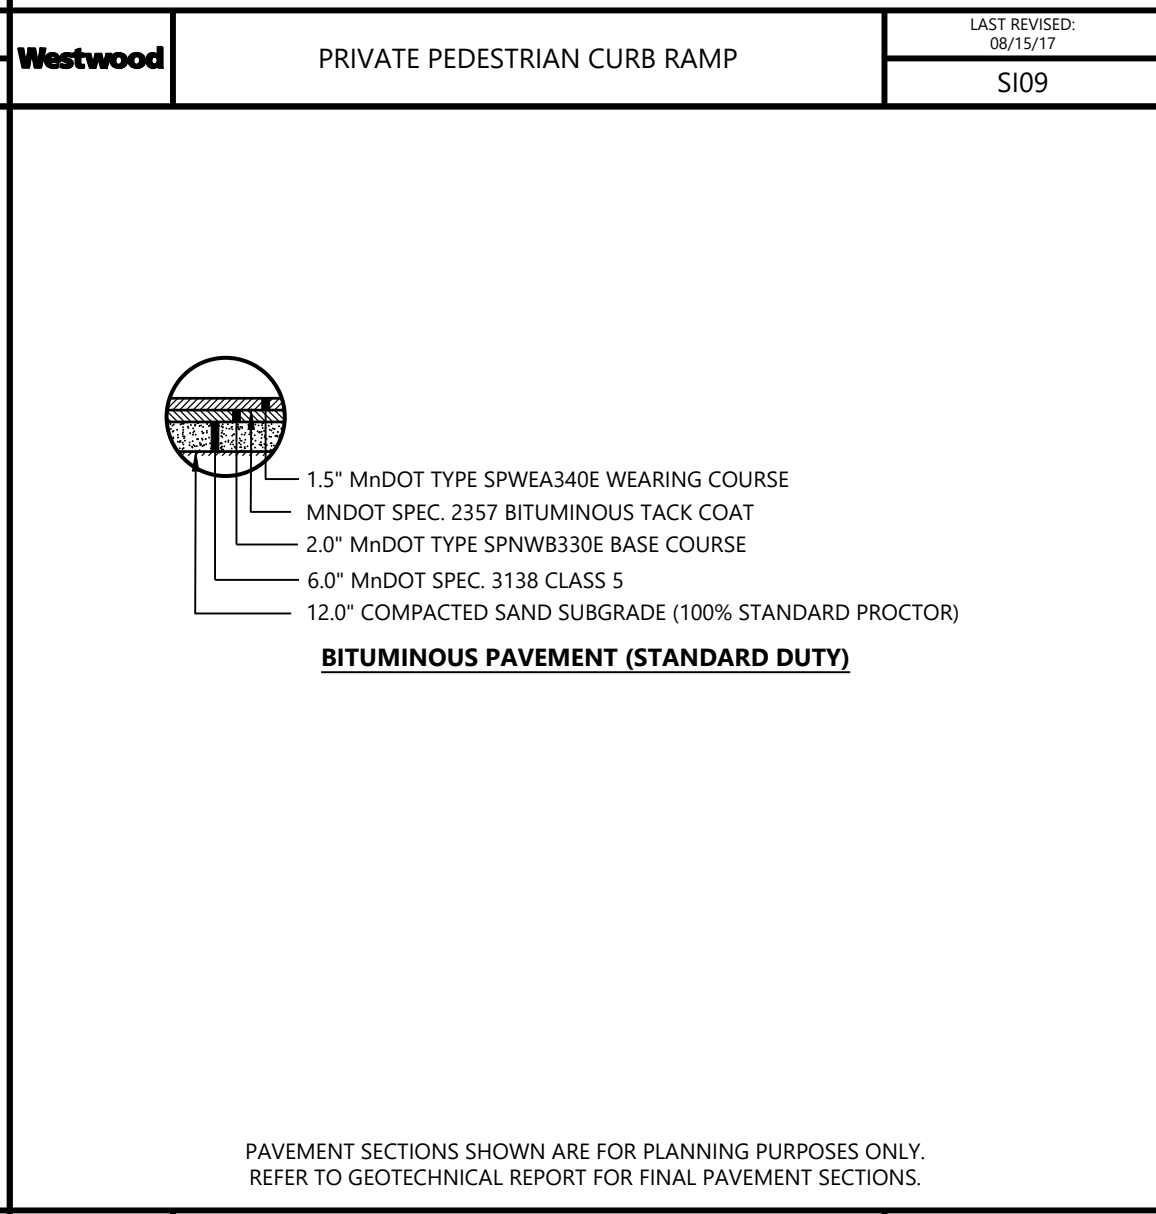 Westwood
PRIVATE PEDESTRIAN CURB RAMP
LAST REVISED:
08/15/17
SI09
1.5" MnDOT TYPE SPWEA340E WEARING COURSE
MNDOT SPEC. 2357 BITUMINOUS TACK COAT
2.0" MnDOT TYPE SPNWB330E BASE COURSE
6.0" MnDOT SPEC. 3138 CLASS 5
12.0" COMPACTED SAND SUBGRADE (100% STANDARD PROCTOR)
BITUMINOUS PAVEMENT (STANDARD DUTY)
PAVEMENT SECTIONS SHOWN ARE FOR PLANNING PURPOSES ONLY.
REFER TO GEOTECHNICAL REPORT FOR FINAL PAVEMENT SECTIONS.